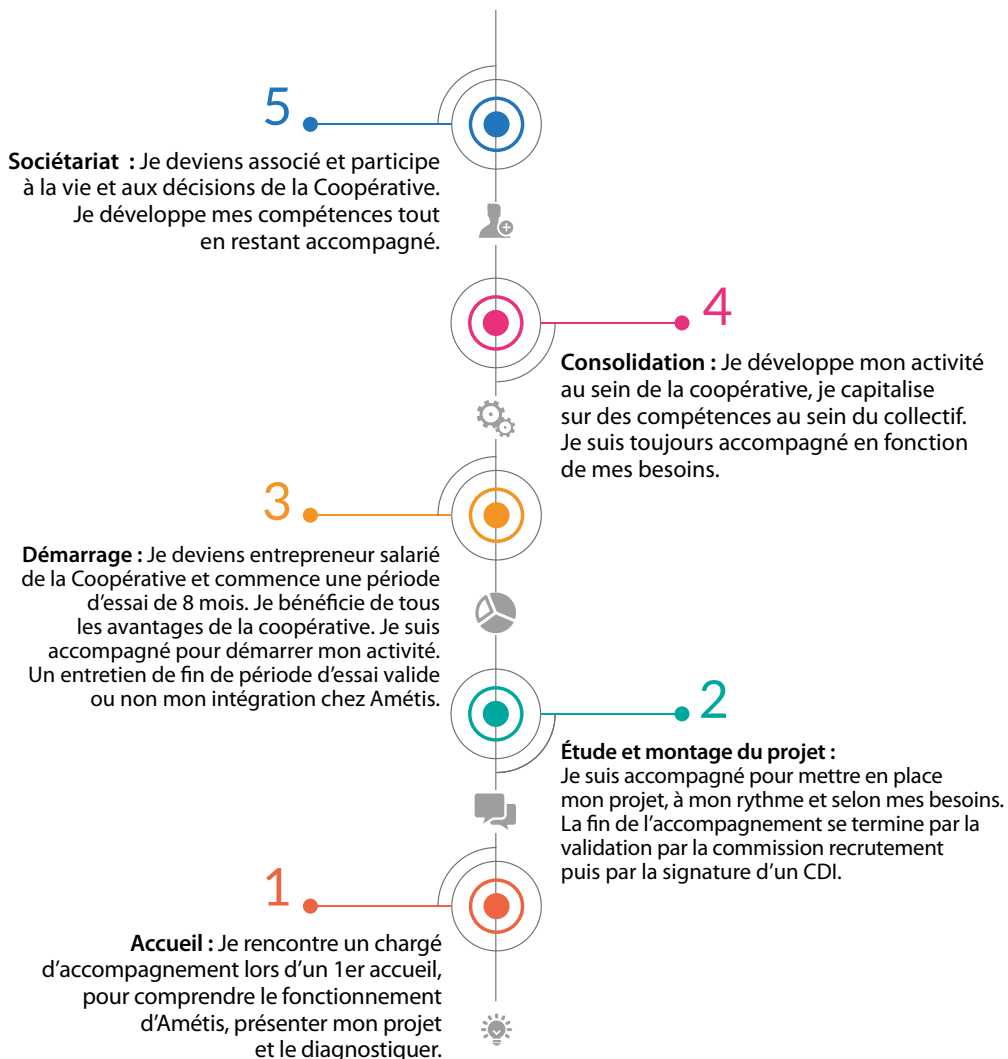 5
Sociétariat : Je deviens associé et participe
à la vie et aux décisions de la Coopérative.
Je développe mes compétences tout
en restant accompagné.
4
Consolidation : Je développe mon activité
au sein de la coopérative, je capitalise
sur des compétences au sein du collectif.
Je suis toujours accompagné en fonction
de mes besoins.
3
Démarrage : Je deviens entrepreneur salarié
de la Coopérative et commence une période
d'essai de 8 mois. Je bénéficie de tous
les avantages de la coopérative. Je suis
accompagné pour démarrer mon activité.
Un entretien de fin de période d'essai valide
ou non mon intégration chez Amétis.
2
Étude et montage du projet :
Je suis accompagné pour mettre en place
mon projet, à mon rythme et selon mes besoins.
La fin de l'accompagnement se termine par la
validation par la commission recrutement
puis par la signature d'un CDI.
1
Accueil : Je rencontre un chargé
d'accompagnement lors d'un 1er accueil,
pour comprendre le fonctionnement
d'Amétis, présenter mon projet
et le diagnostiquer.